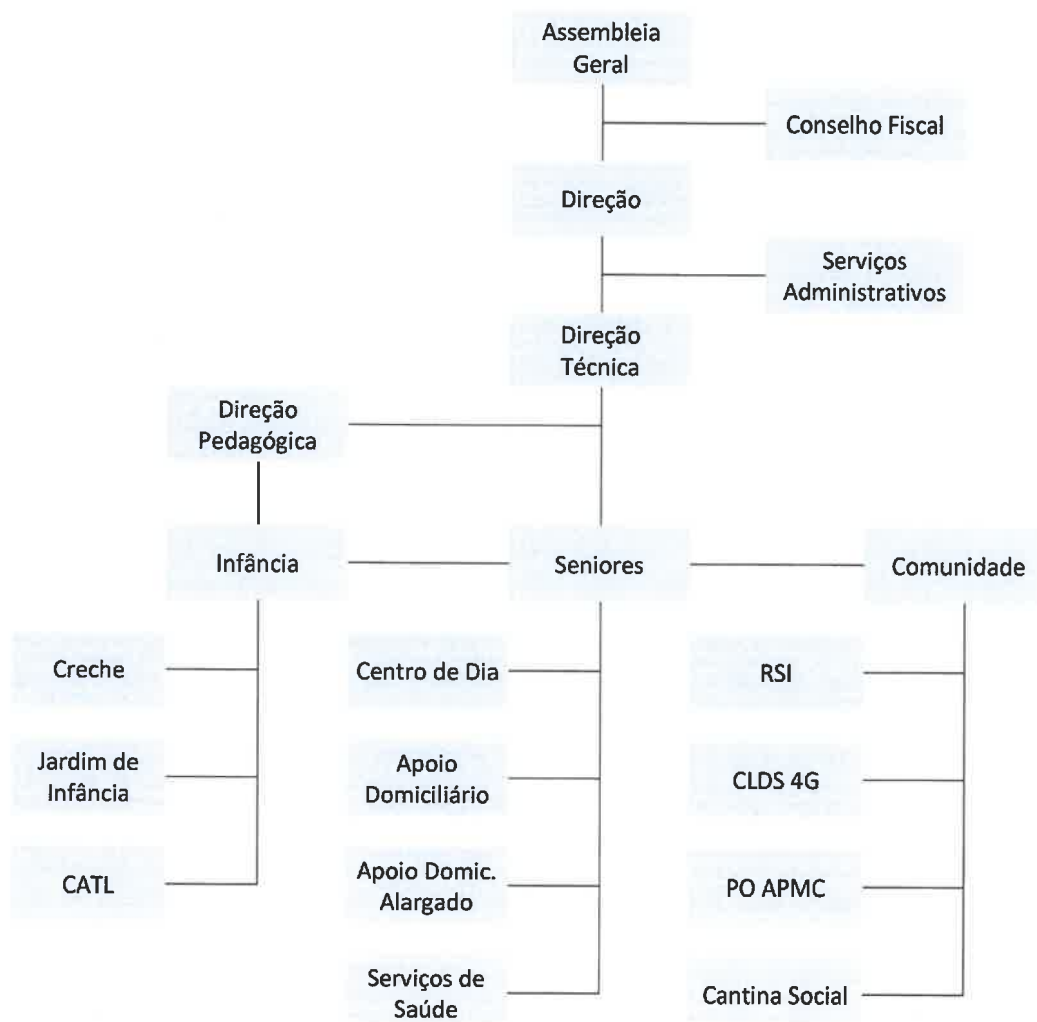 Assembleia
Geral
Conselho Fiscal
Direção
Serviços
Administrativos
Direção
Técnica
Direção
Pedagógica
Infância
Seniores
Comunidade
Creche
Centro de Dia
RSI
Jardim de
Infância
Apoio
Domiciliário
CLDS 4G
CATL
Apoio Domic.
Alargado
PO APMC
Serviços de
Saúde
Cantina Social